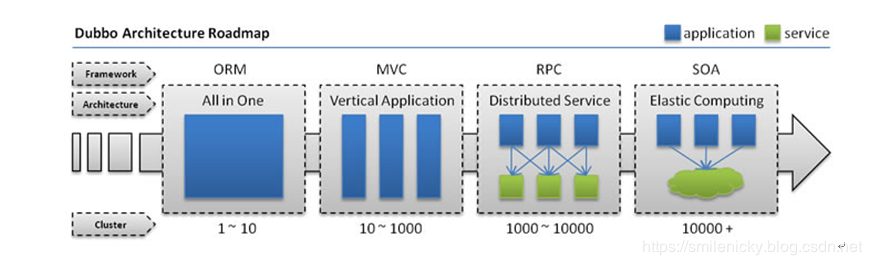 Dubbo Architecture Roadmap
application
service
Framework
ORM
MVC
RPC
SOA
Architecture
All in One
Vertical Application
Distributed Service
Elastic Computing
Cluster
1 ~ 10
10 ~ 1000
1000 ~ 10000
10000 +
https://smilenicky.blog.csdn.net